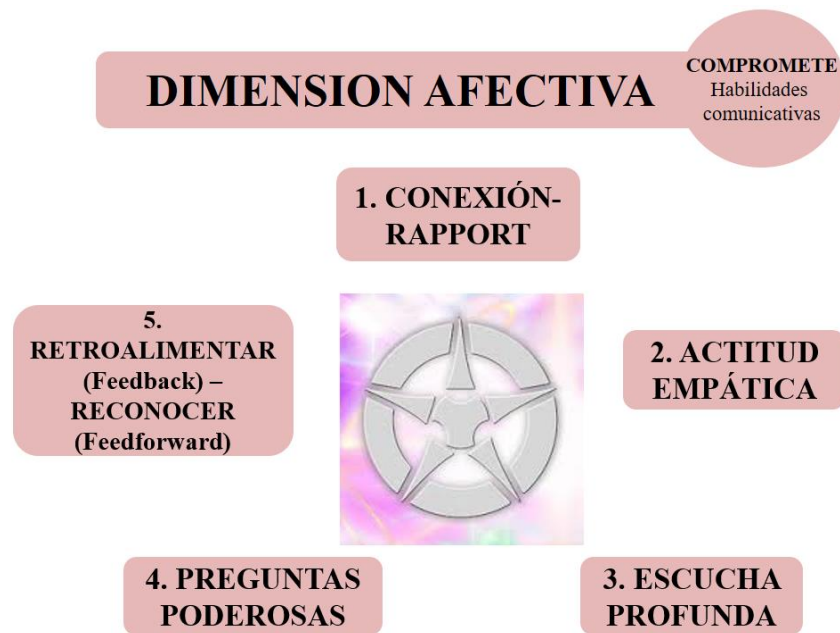 DIMENSION AFECTIVA
COMPROMETE
Habilidades
comunicativas
1. CONEXIÓN-
RAPPORT
2. ACTITUD
EMPÁTICA
3. ESCUCHA
PROFUNDA
4. PREGUNTAS
PODEROSAS
5.
RETROALIMENTAR
(Feedback) –
RECONOCER
(Feedforward)